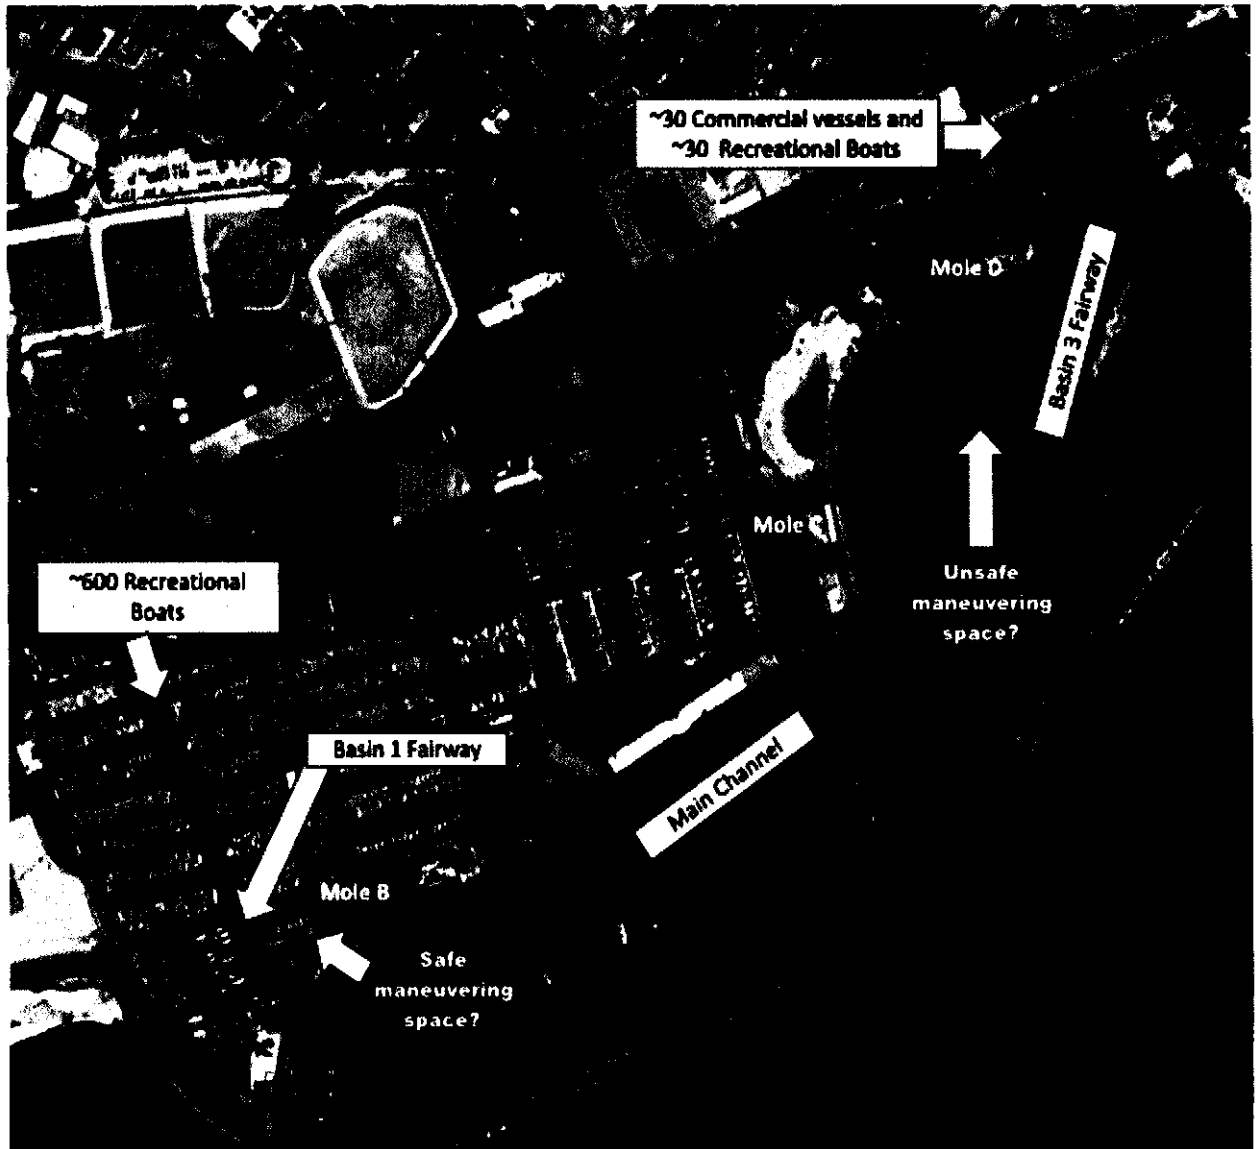 ~30 Commercial vessels and
~30 Recreational Boats
Mole D
Basin 3 Fairway
Mole C
Unsafe
maneuvering
space?
~600 Recreational
Boats
Basin 1 Fairway
Main Channel
Mole B
Safe
maneuvering
space?